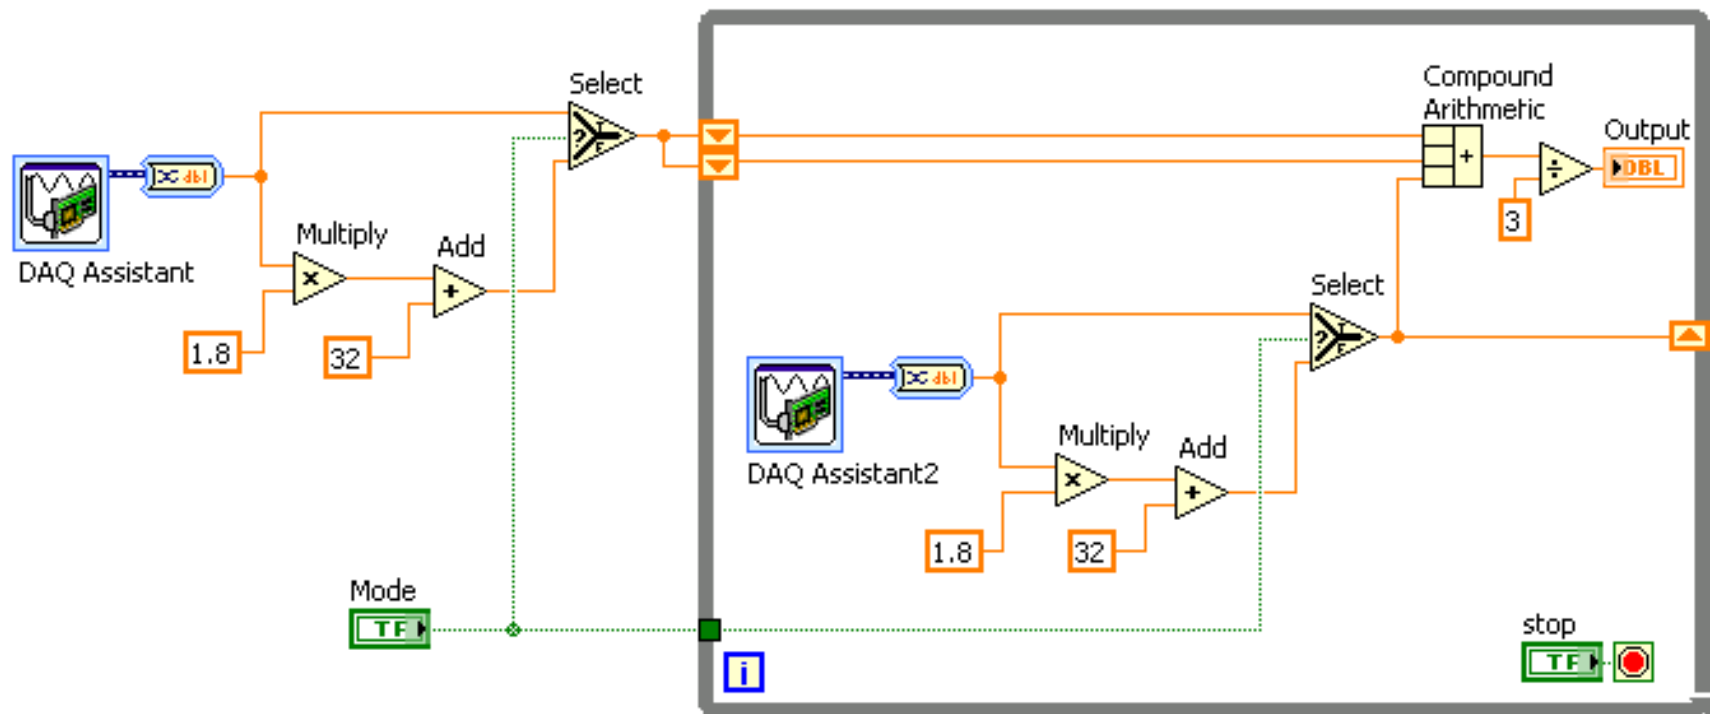 Select
DAQ Assistant
dbl
Multiply
Add
1.8
32
?
T
F
Mode
TF
Compound
Arithmetic
Output
DBL
3
Select
?
T
F
DAQ Assistant2
dbl
Multiply
Add
1.8
32
i
stop
TF